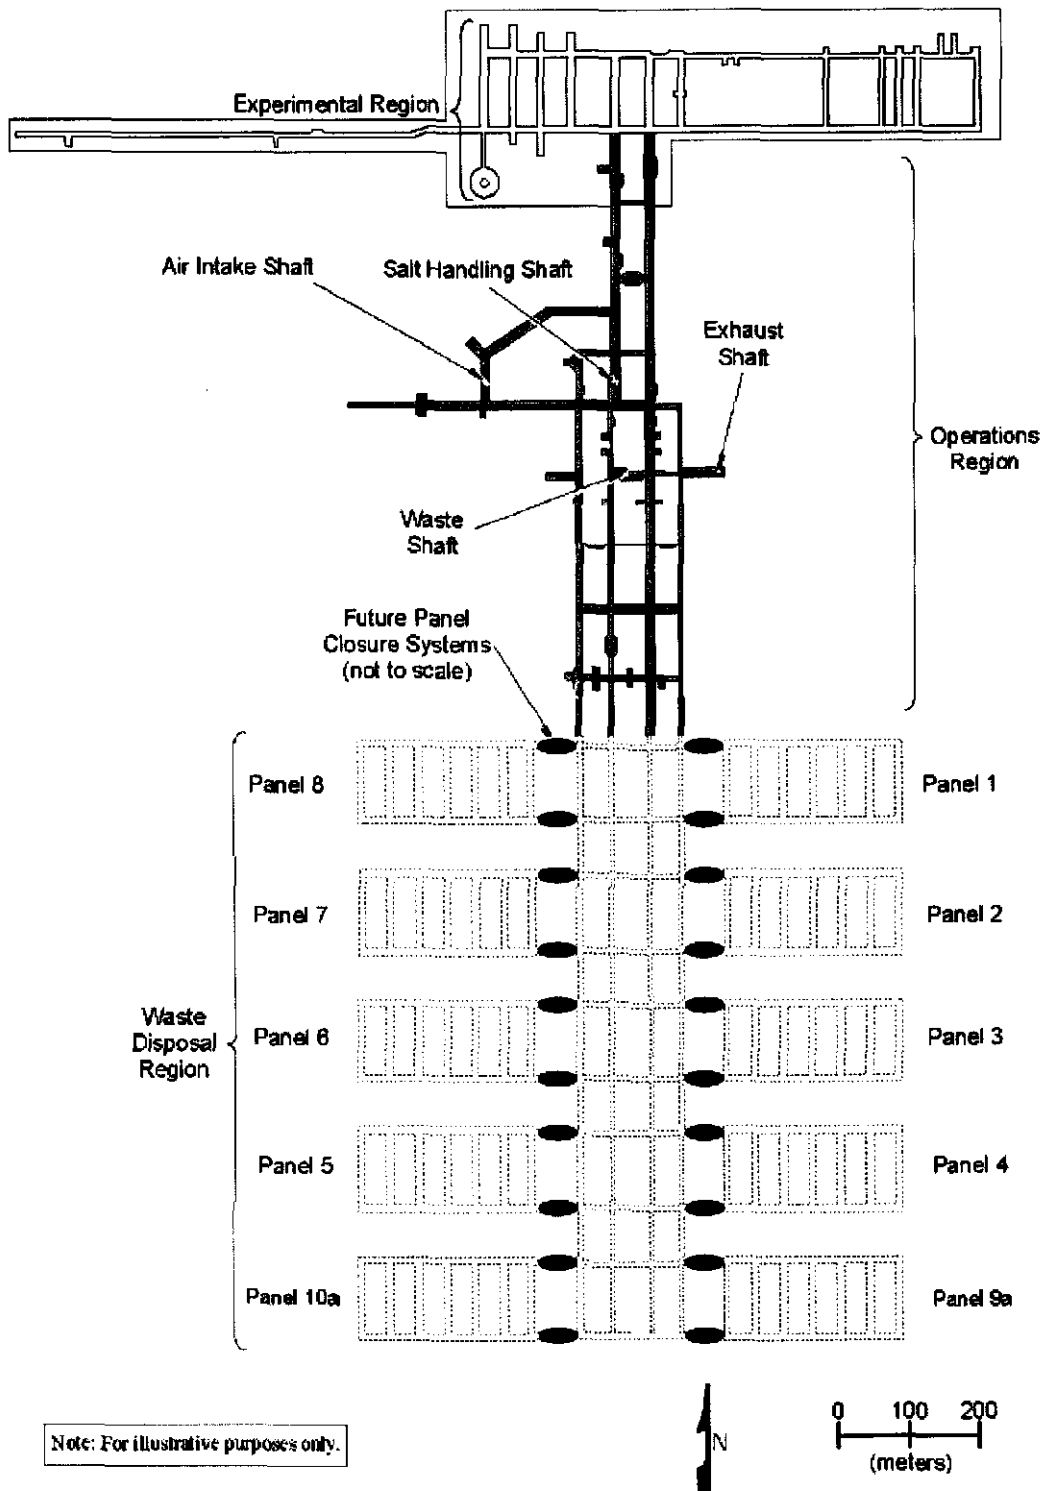 Experimental Region
Air Intake Shaft
Salt Handling Shaft
Exhaust
Shaft
Operations
Region
Waste
Shaft
Future Panel
Closure Systems
(not to scale)
Panel 8
Panel 1
Panel 7
Panel 2
Waste
Disposal
Region
Panel 6
Panel 3
Panel 5
Panel 4
Panel 10a
Panel 9a
N
0 100 200
(meters)
Note: For illustrative purposes only.